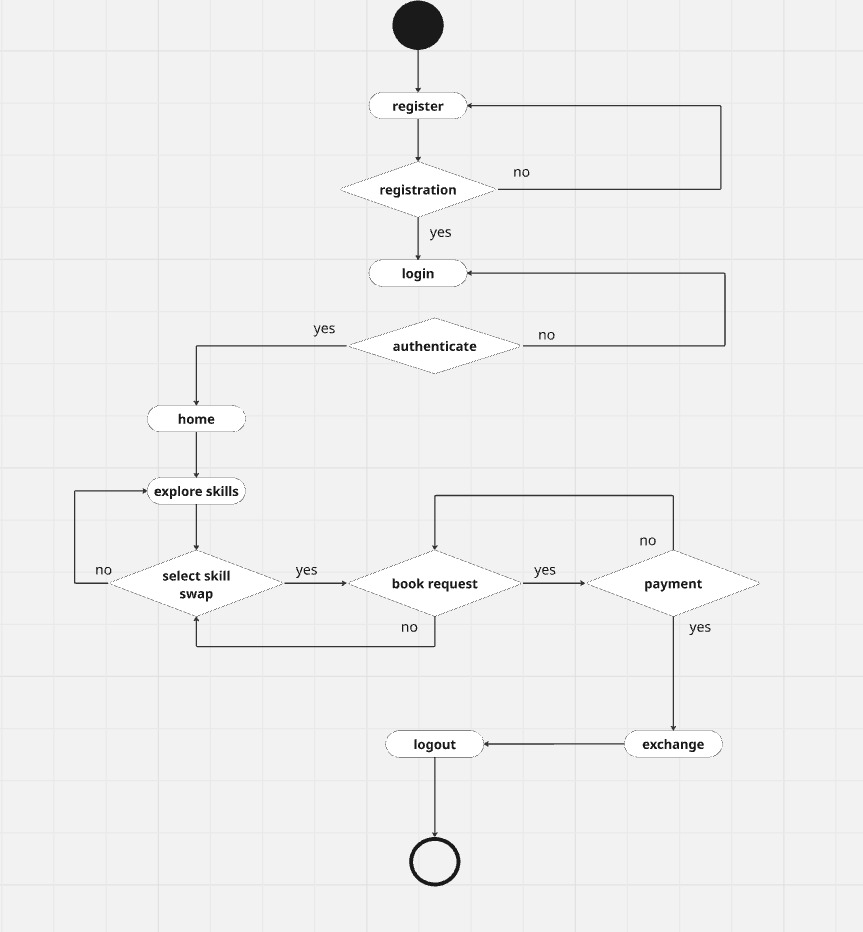 register
no
registration
yes
login
yes
no
authenticate
home
explore skills
no
no
select skill
swap
yes
book request
yes
payment
no
yes
logout
exchange